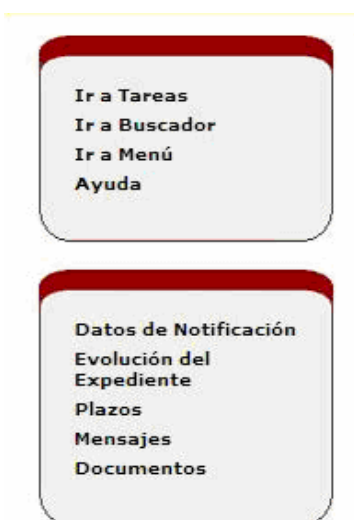 Ir a Tareas
Ir a Buscador
Ir a Menú
Ayuda
Datos de Notificación
Evolución del
Expediente
Plazos
Mensajes
Documentos